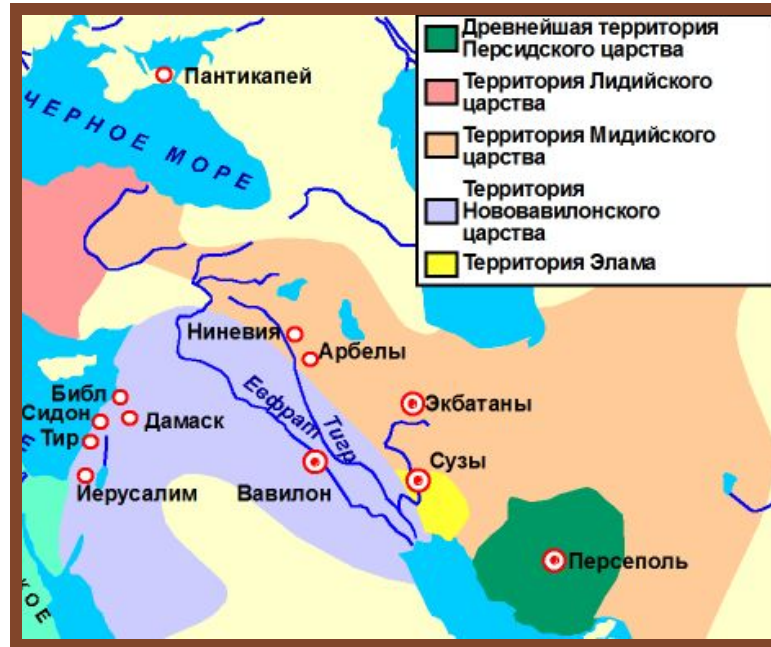 Древнейшая территория
Персидского царства
Территория Лидийского
царства
Территория Мидийского
царства
Территория
Нововавилонского
царства
Территория Элама
Пантикапей
ЧЕРНОЕ МОРЕ
Ниневия
Арбелы
Библ
Сидон
Дамаск
Тир
Евфрат
Тигр
Экбатаны
Сузы
Иерусалим
Вавилон
Персеполь
КОЕ